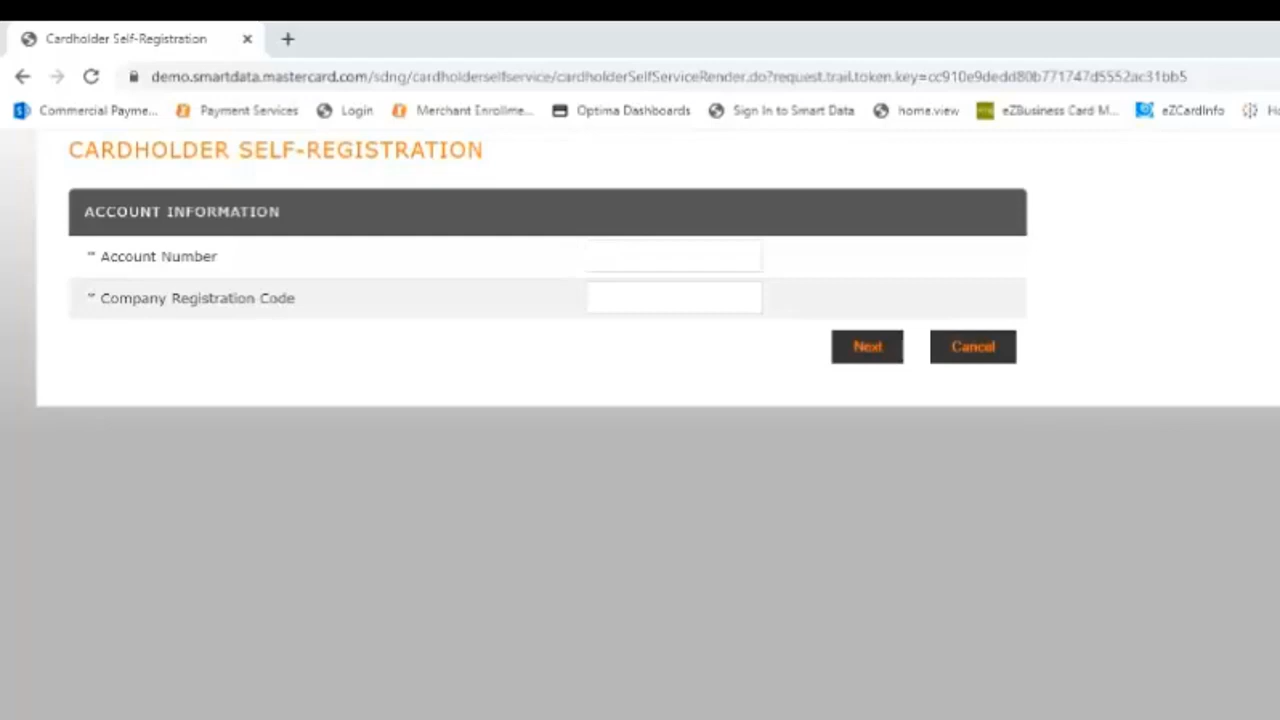 Cardholder Self-Registration
demo.smartdata.mastercard.com/sdng/cardholderselfservice/cardholderSelfServiceRender.do?request.trail.token.key=cc910e9dedd80b771747d5552ac31bb5
Commercial Payme... Payment Services Login Merchant Enrollme... Optima Dashboards Sign In to Smart Data home.view eZBusiness Card M... eZCardInfo
CARDHOLDER SELF-REGISTRATION
ACCOUNT INFORMATION
* Account Number
* Company Registration Code
Next Cancel